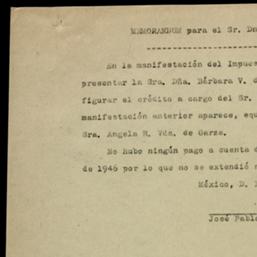 MEMORANDUM para el Sr. Dn
En la manifestación del Impue
presentar la Sra. Dña. Bárbara V. d
figurar el crédito a cargo del Sr.
manifestación anterior aparece, equ
Sra. Angela R. Vda. de Garza.
No hubo ningún pago a cuenta d
de 1946 por lo que no se extendió
México, D.
José Pabl